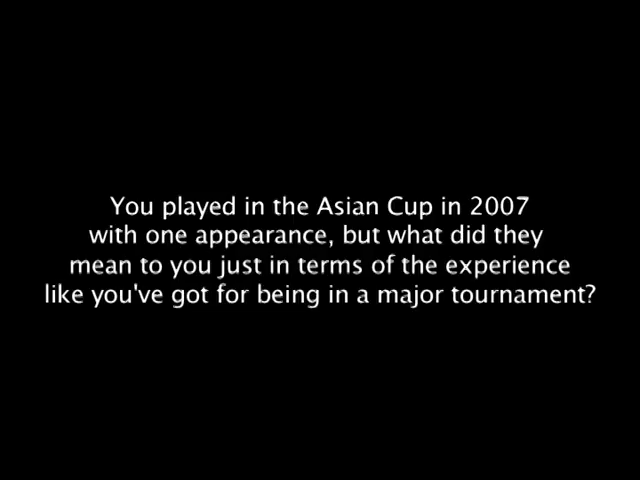 You played in the Asian Cup in 2007
with one appearance, but what did they
mean to you just in terms of the experience
like you've got for being in a major tournament?